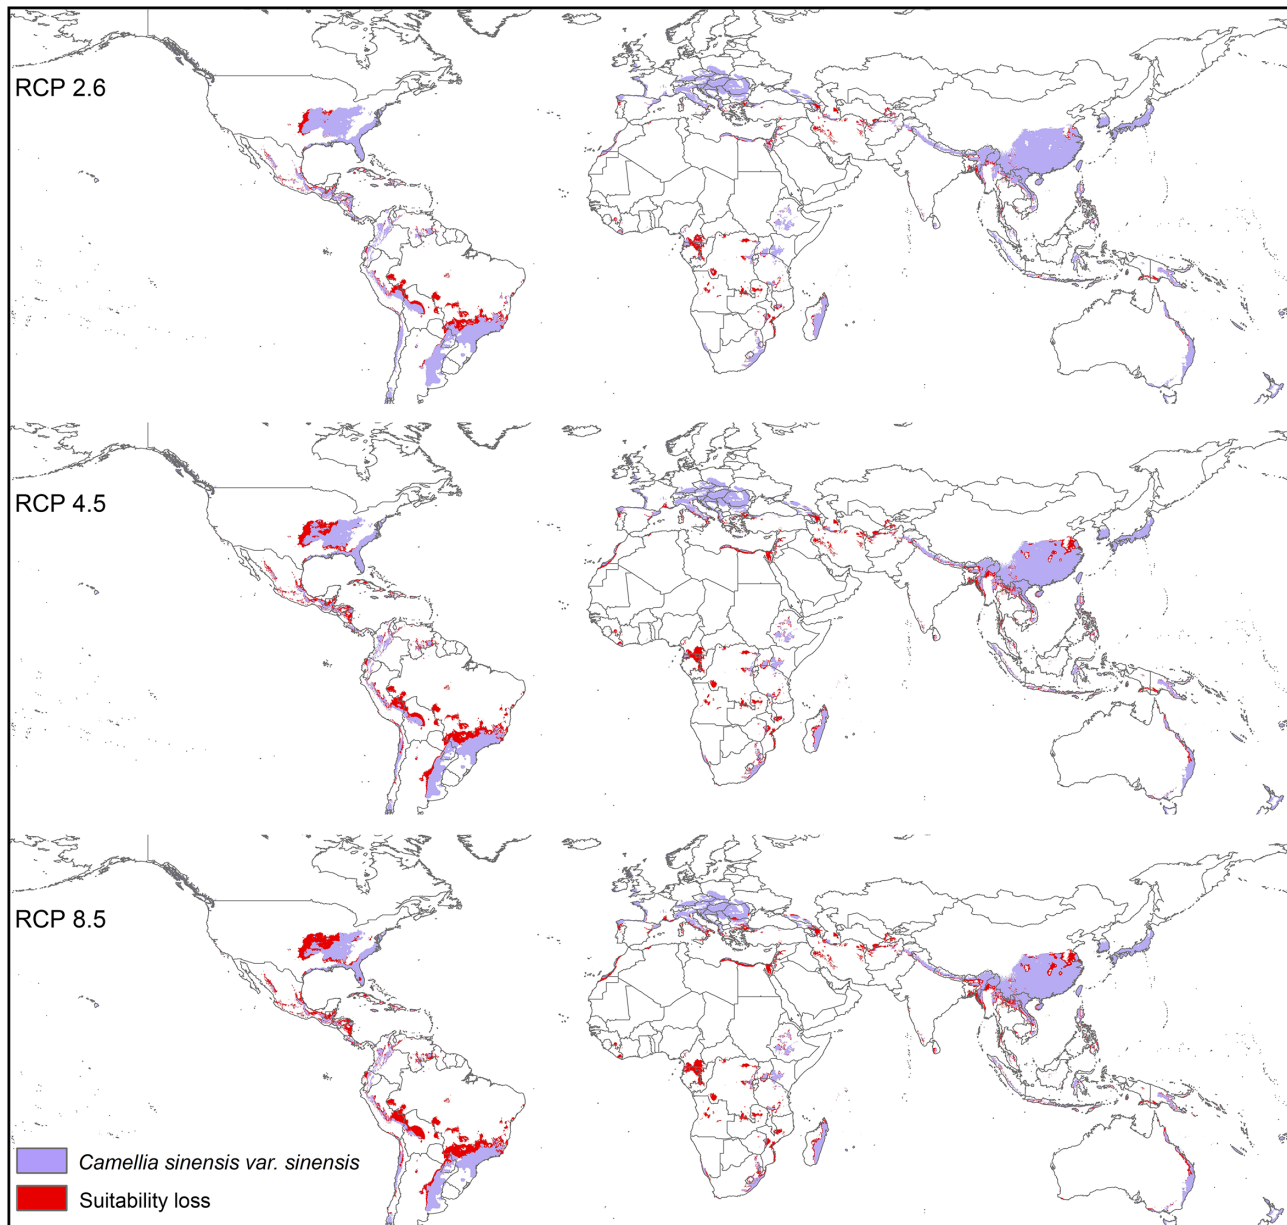 RCP 2.6
RCP 4.5
RCP 8.5
Camellia sinensis var. sinensis
Suitability loss